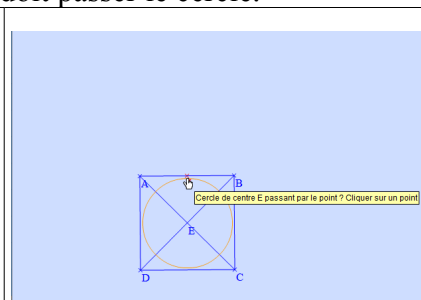 doit passer le cercle.
A B
Cercle de centre E passant par le point ? Cliquer sur un point
E
D C